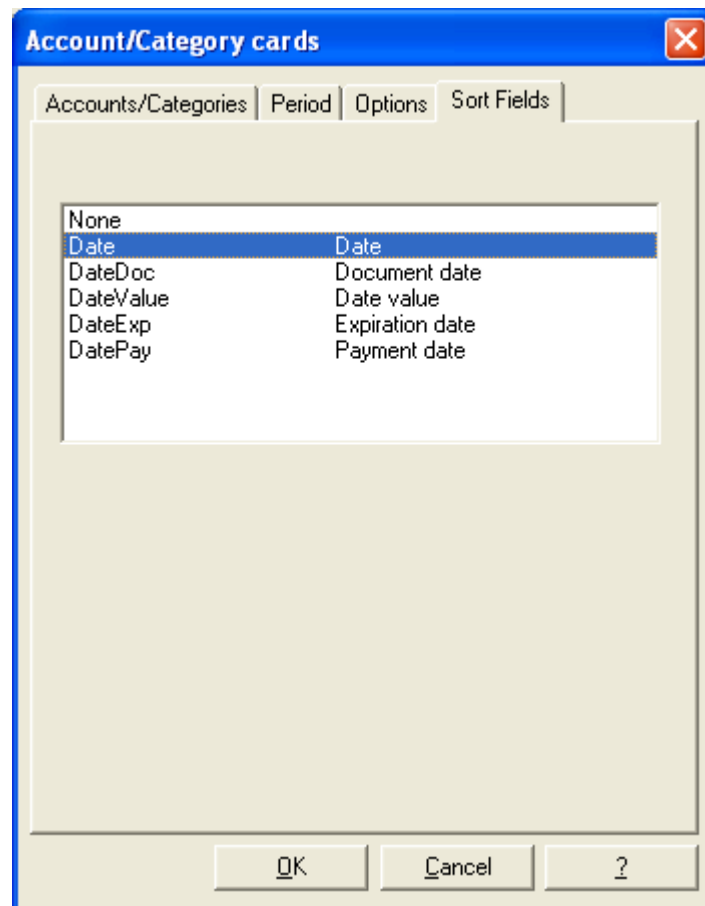 Account/Category cards
Accounts/Categories Period Options Sort Fields
None
Date Date
DateDoc Document date
DateValue Date value
DateExp Expiration date
DatePay Payment date
OK Cancel ?